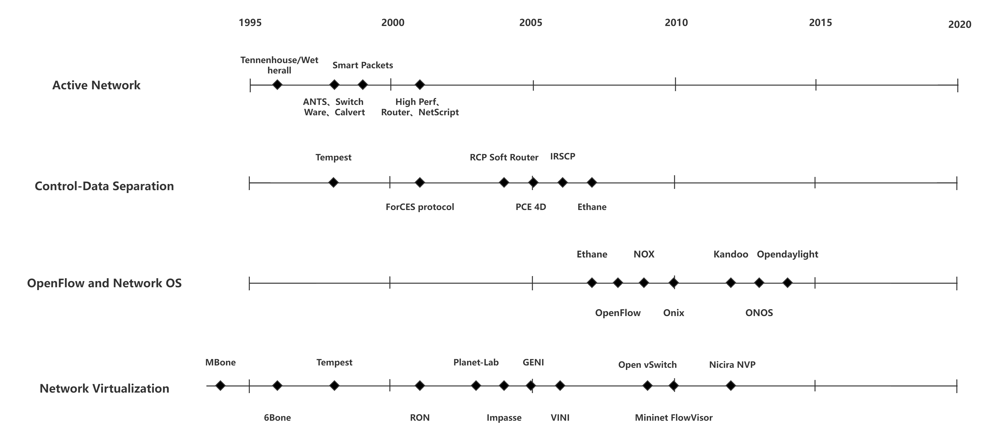 1995 2000 2005 2010 2015 2020
Tennenhouse/Wet
herall
Smart Packets
Active Network
ANTS、Switch
Ware、Calvert
High Perf、
Router、NetScript
Tempest RCP Soft Router IRSCP
Control-Data Separation
ForCES protocol PCE 4D Ethane
Ethane NOX Kandoo Opendaylight
OpenFlow and Network OS
OpenFlow Onix ONOS
MBone Tempest Planet-Lab GENI Open vSwitch Nicira NVP
Network Virtualization
6Bone RON Impasse VINI Mininet FlowVisor